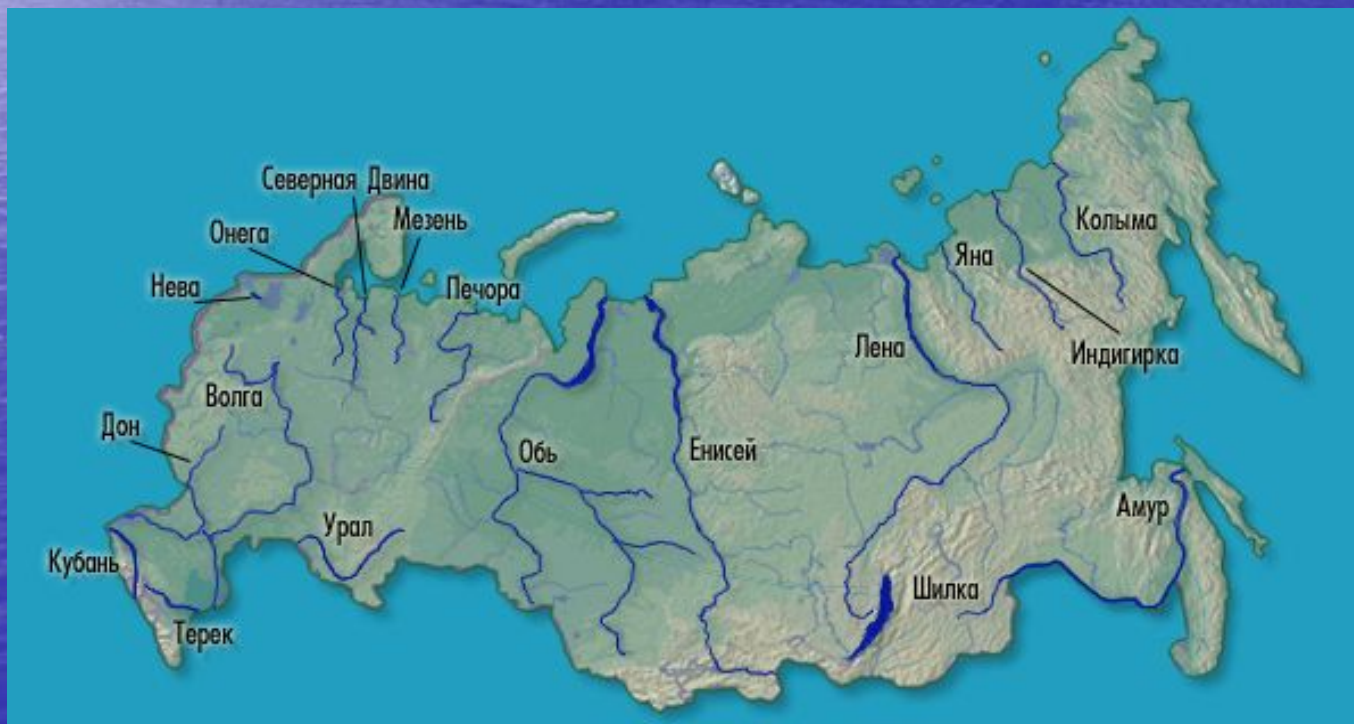 Северная Двина
Мезень
Онега
Нева
Печора
Колыма
Яна
Лена
Индигирка
Волга
Дон
Обь
Енисей
Амур
Урал
Кубань
Шилка
Терек